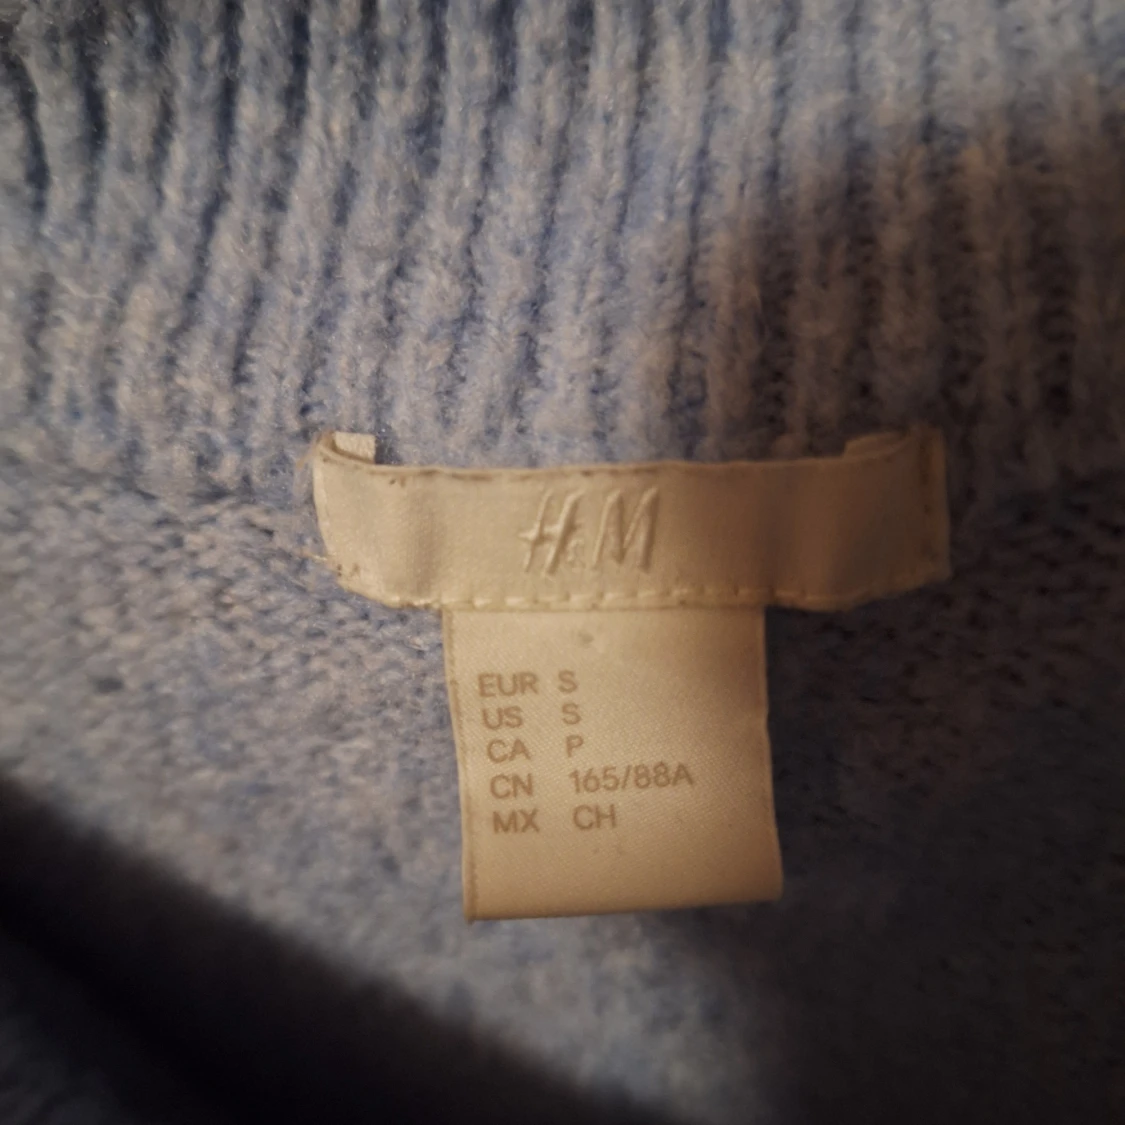 H&M
EUR S
US S
CA P
CN 165/88A
MX CH